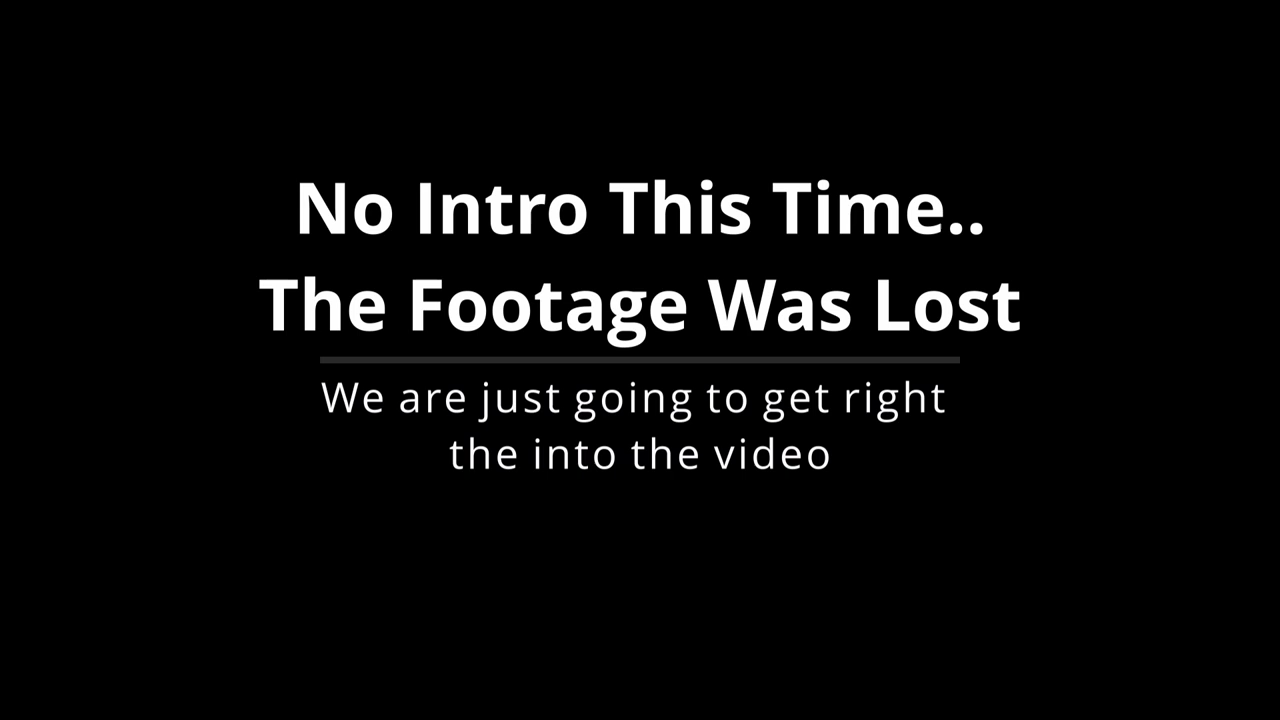 No Intro This Time..
The Footage Was Lost
We are just going to get right
the into the video